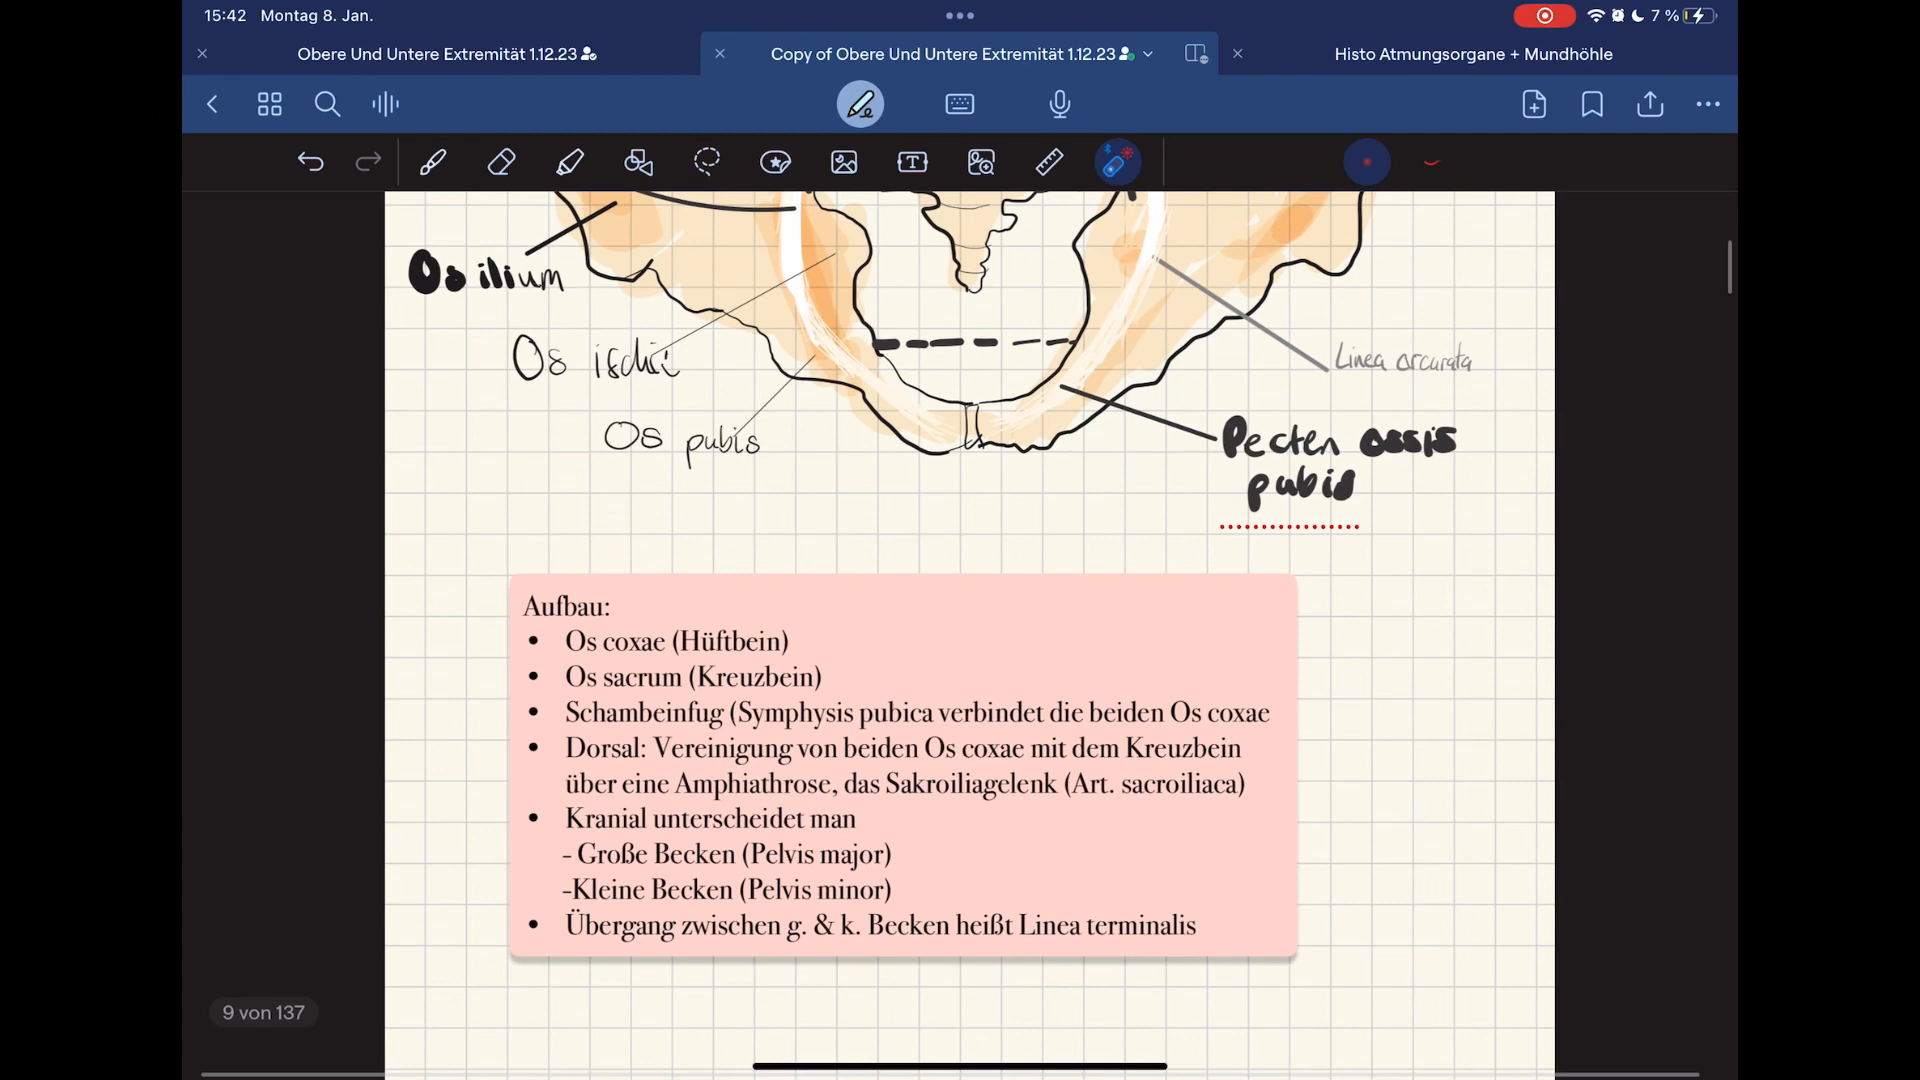 15:42 Montag 8. Jan.
7 %
Obere Und Untere Extremität 1.12.23
Copy of Obere Und Untere Extremität 1.12.23
Histo Atmungsorgane + Mundhöhle
Os ilium
Os ischii
Linea arcurata
Os pubis
Pecten ossis
pubis
Aufbau:
• Os coxae (Hüftbein)
• Os sacrum (Kreuzbein)
• Schambeinfug (Symphysis pubica verbindet die beiden Os coxae
• Dorsal: Vereinigung von beiden Os coxae mit dem Kreuzbein
über eine Amphiathrose, das Sakroiliagelenk (Art. sacroiliaca)
• Kranial unterscheidet man
- Große Becken (Pelvis major)
-Kleine Becken (Pelvis minor)
• Übergang zwischen g. & k. Becken heißt Linea terminalis
9 von 137